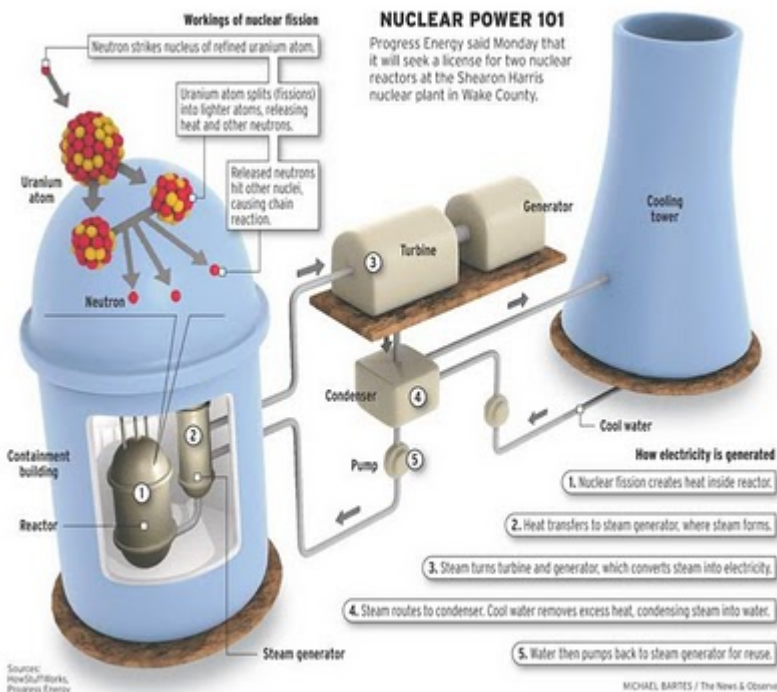 Workings of nuclear fission
Neutron strikes nucleus of refined uranium atom.
Uranium atom splits (fissions)
into lighter atoms, releasing
heat and other neutrons.
Released neutrons
hit other nuclei,
causing chain
reaction.
Uranium
atom
Neutron
NUCLEAR POWER 101
Progress Energy said Monday that
it will seek a license for two nuclear
reactors at the Shearon Harris
nuclear plant in Wake County.
Cooling
tower
Generator
Turbine
3
Condenser
4
Cool water
Pump
5
Containment
building
2
1
Reactor
Steam generator
How electricity is generated
1. Nuclear fission creates heat inside reactor.
2. Heat transfers to steam generator, where steam forms.
3. Steam turns turbine and generator, which converts steam into electricity.
4. Steam routes to condenser. Cool water removes excess heat, condensing steam into water.
5. Water then pumps back to steam generator for reuse.
Sources:
HowStuffWorks,
Progress Energy
MICHAEL BARTES / The News & Observe